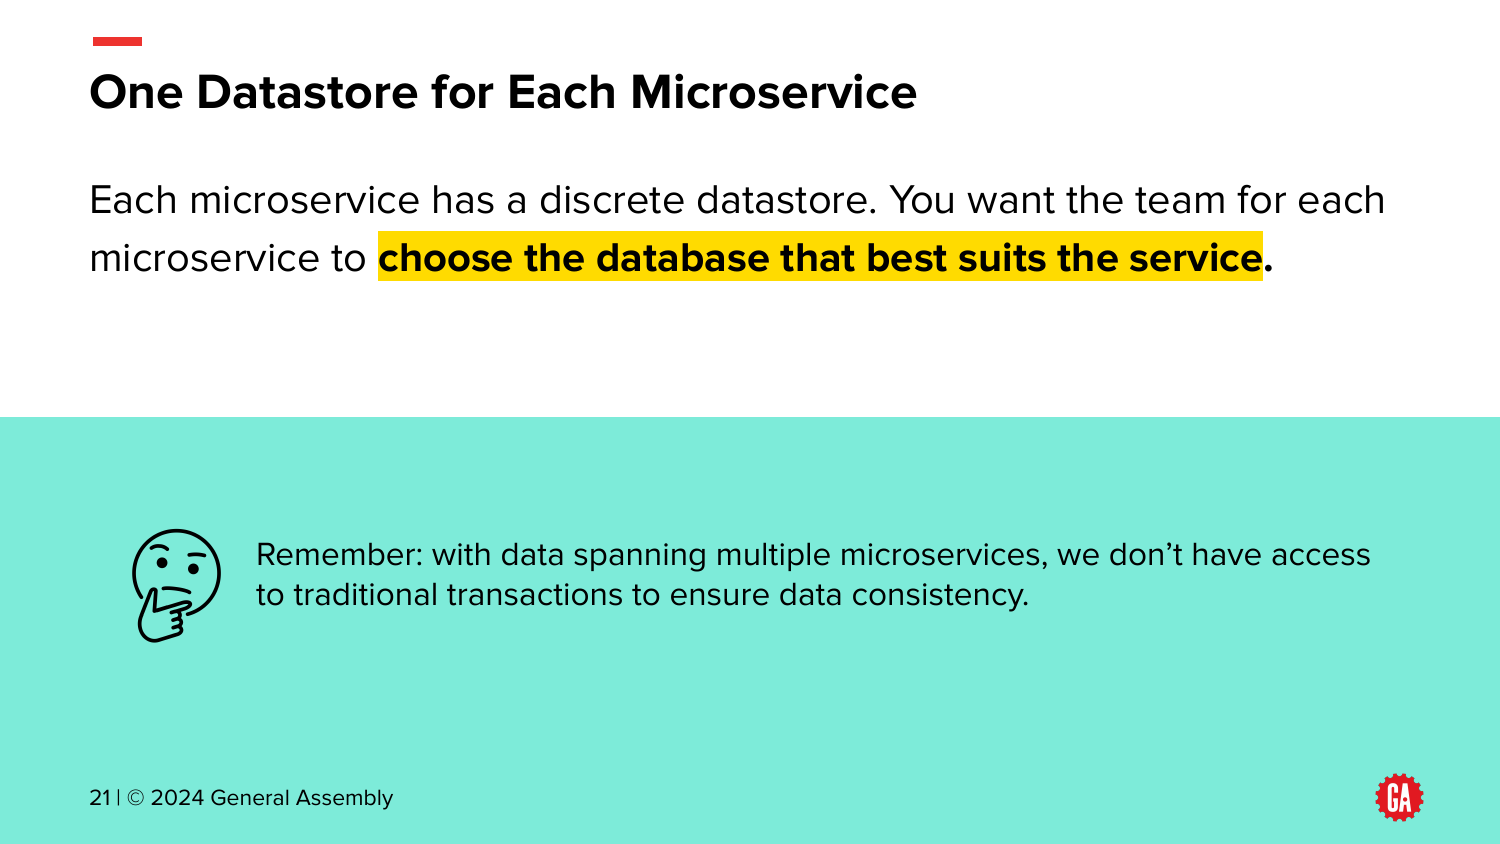 One Datastore for Each Microservice
Each microservice has a discrete datastore. You want the team for each
microservice to choose the database that best suits the service.
Remember: with data spanning multiple microservices, we don’t have access
to traditional transactions to ensure data consistency.
21 | © 2024 General Assembly
GA